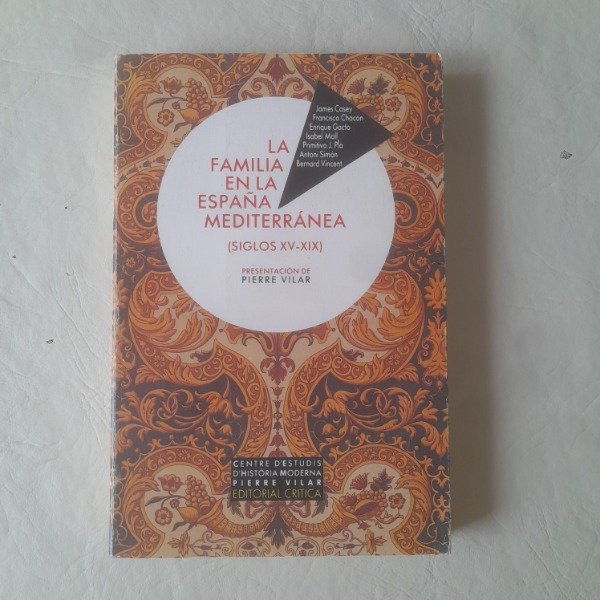 James Casey
Francisco Chacón
Enrique Gacto
Isabel Moll
Primitivo J. Pla
Antoni Simón
Bernard Vincent
LA
FAMILIA
EN LA
ESPAÑA
MEDITERRÁNEA
(SIGLOS XV-XIX)
PRESENTACIÓN DE
PIERRE VILAR
CENTRE D'ESTUDIS
D'HISTÒRIA MODERNA
PIERRE VILAR
EDITORIAL CRÍTICA